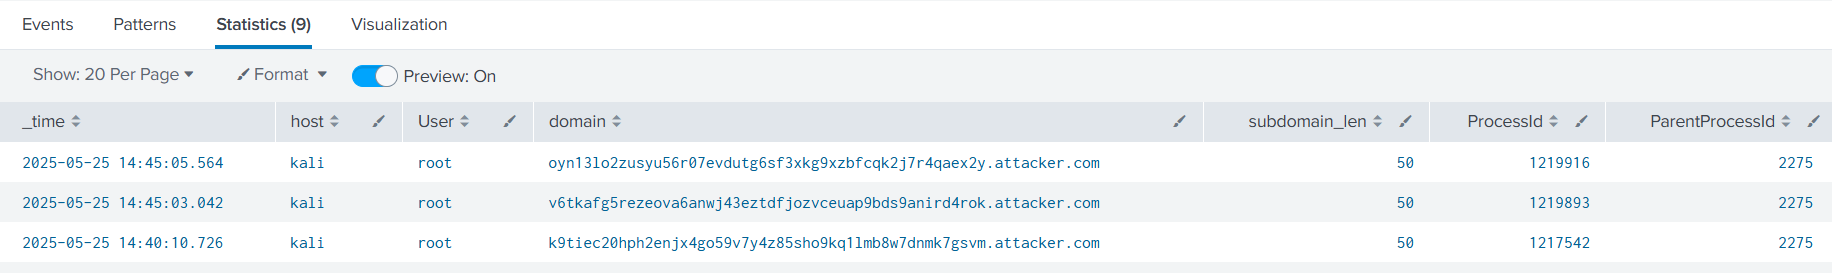 Events Patterns Statistics (9) Visualization
Show: 20 Per Page Format Preview: On
_time host User domain subdomain_len ProcessId ParentProcessId
2025-05-25 14:45:05.564 kali root oyn13lo2zusyu56r07evdutg6sf3xkg9xzbfcqk2j7r4qaex2y.attacker.com 50 1219916 2275
2025-05-25 14:45:03.042 kali root v6tkafg5rezeova6anwj43eztdfjozvceuap9bds9anird4rok.attacker.com 50 1219893 2275
2025-05-25 14:40:10.726 kali root k9tiec20hph2enjx4go59v7y4z85sho9kq1lmb8w7dnmk7gsvm.attacker.com 50 1217542 2275